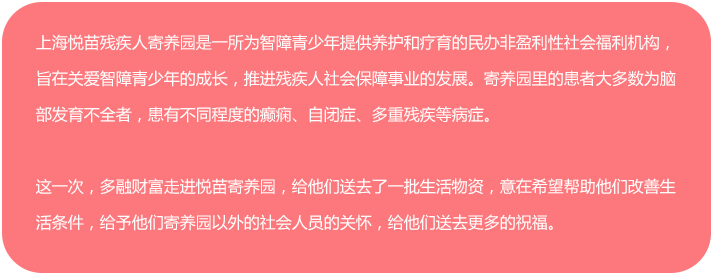 上海悦苗残疾人寄养园是一所为智障青少年提供养护和疗育的民办非盈利性社会福利机构，
旨在关爱智障青少年的成长，推进残疾人社会保障事业的发展。寄养园里的患者大多数为脑
部发育不全者，患有不同程度的癫痫、自闭症、多重残疾等病症。
这一次，多融财富走进悦苗寄养园，给他们送去了一批生活物资，意在希望帮助他们改善生
活条件，给予他们寄养园以外的社会人员的关怀，给他们送去更多的祝福。